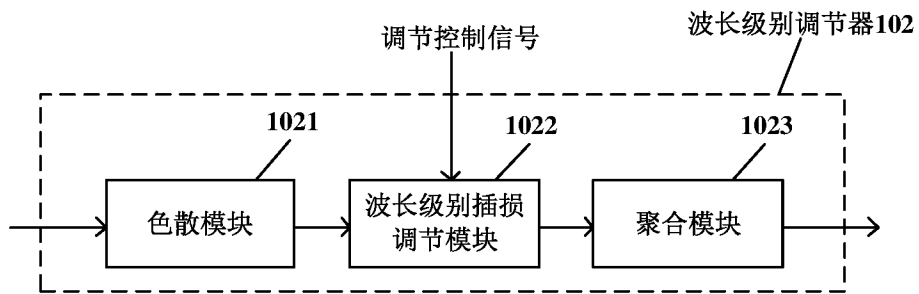 波长级别调节器102
调节控制信号
1021
1022
1023
色散模块
波长级别插损
调节模块
聚合模块